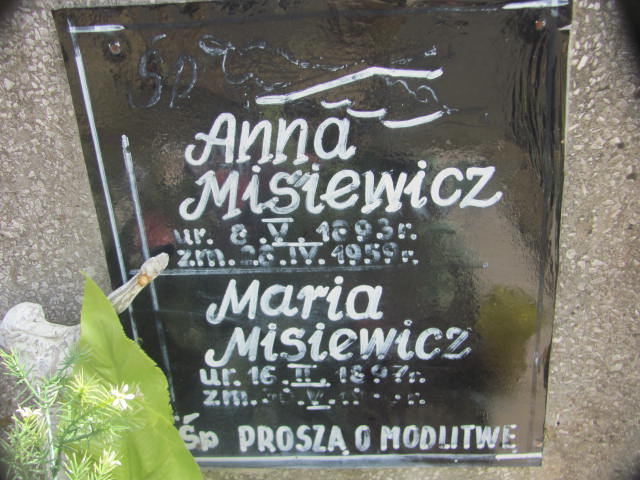 Śp
Anna
Misiewicz
ur. 8. V. 1893 r.
zm. 26. IV. 1959 r.
Maria
Misiewicz
ur. 16. II. 1897 r.
zm. V. r.
Śp PROSZĄ O MODLITWĘ